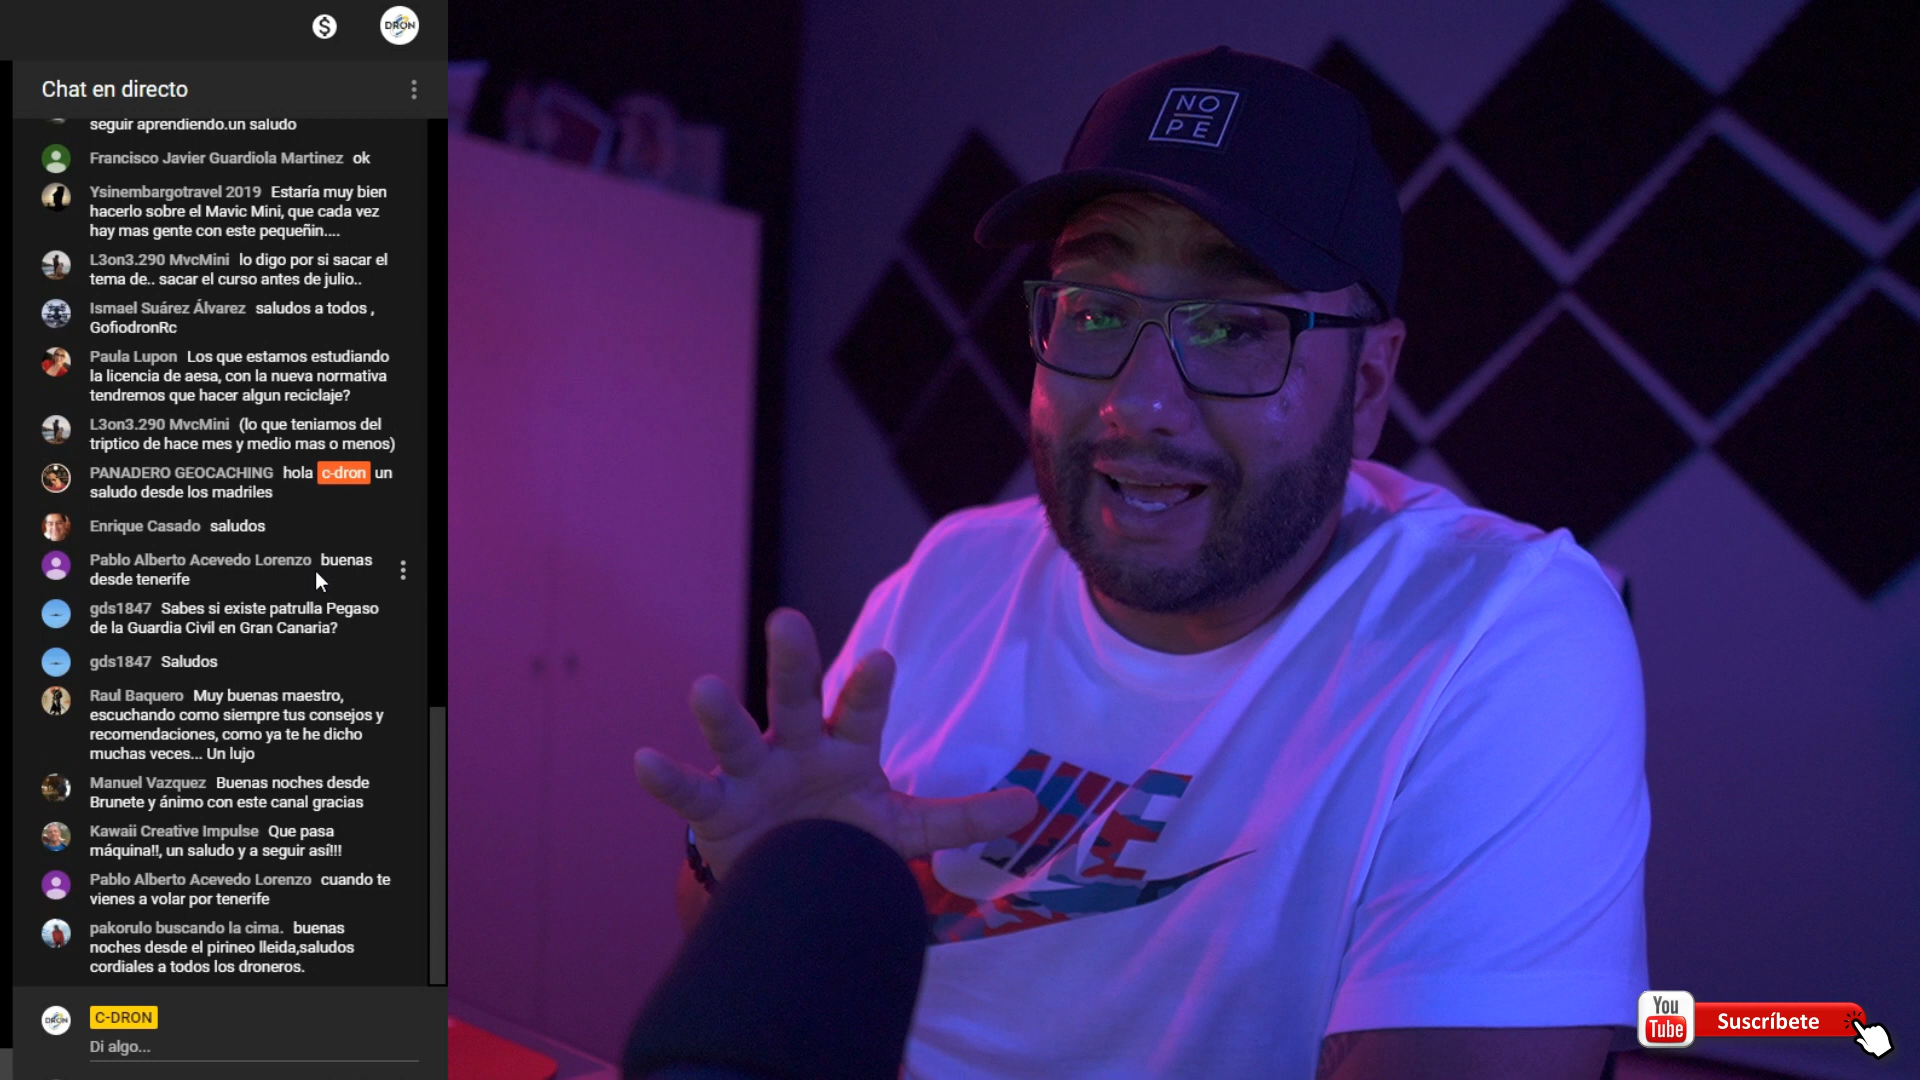 $
DRON
Chat en directo
seguir aprendiendo.un saludo
Francisco Javier Guardiola Martinez ok
Ysinembargotravel 2019 Estaría muy bien
hacerlo sobre el Mavic Mini, que cada vez
hay mas gente con este pequeñin....
L3on3.290 MvcMini lo digo por si sacar el
tema de.. sacar el curso antes de julio..
Ismael Suárez Álvarez saludos a todos ,
GofiodronRc
Paula Lupon Los que estamos estudiando
la licencia de aesa, con la nueva normativa
tendremos que hacer algun reciclaje?
L3on3.290 MvcMini (lo que teniamos del
triptico de hace mes y medio mas o menos)
PANADERO GEOCACHING hola c-dron un
saludo desde los madriles
Enrique Casado saludos
Pablo Alberto Acevedo Lorenzo buenas
desde tenerife
gds1847 Sabes si existe patrulla Pegaso
de la Guardia Civil en Gran Canaria?
gds1847 Saludos
Raul Baquero Muy buenas maestro,
escuchando como siempre tus consejos y
recomendaciones, como ya te he dicho
muchas veces... Un lujo
Manuel Vazquez Buenas noches desde
Brunete y ánimo con este canal gracias
Kawaii Creative Impulse Que pasa
máquina!!, un saludo y a seguir así!!!
Pablo Alberto Acevedo Lorenzo cuando te
vienes a volar por tenerife
pakorulo buscando la cima. buenas
noches desde el pirineo lleida,saludos
cordiales a todos los droneros.
DRON
C-DRON
Di algo...
NO
PE
NIKE
You
Tube
Suscríbete